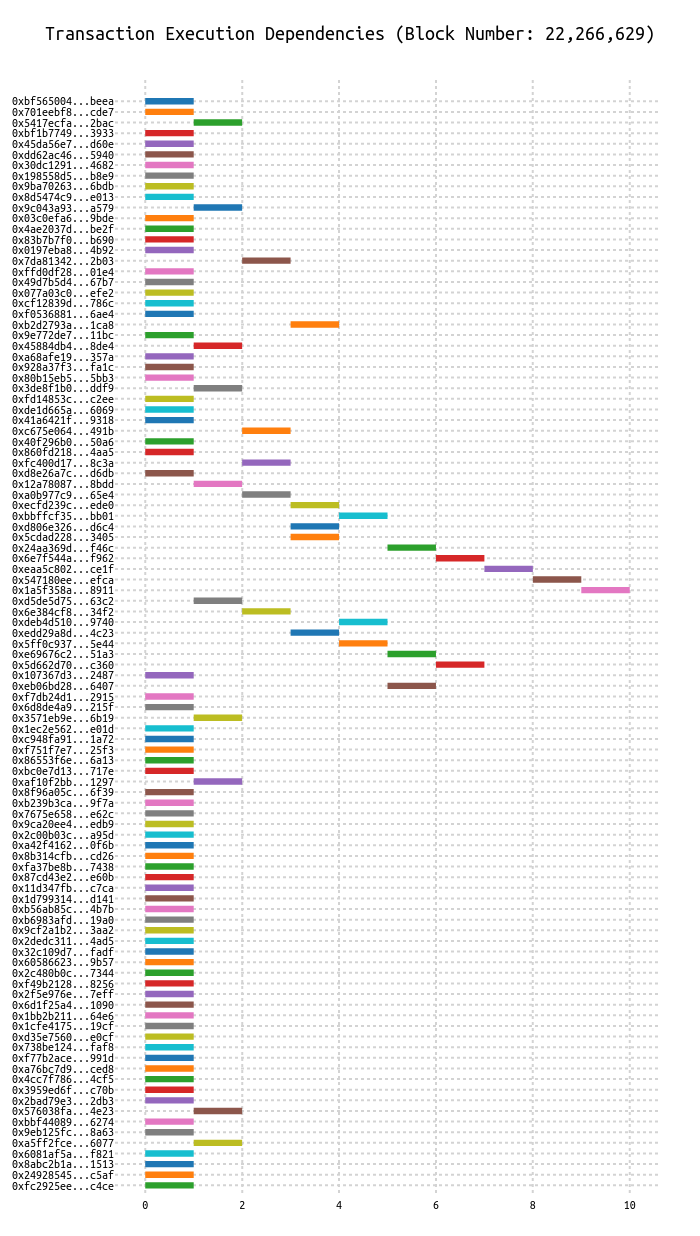 Transaction Execution Dependencies (Block Number: 22,266,629)
0xbf565004...beea
0x701eebf8...cde7
0x5417ecfa...2bac
0xbf1b7749...3933
0x45da56e7...d60e
0xdd62ac46...5940
0x30dc1291...4682
0x198558d5...b8e9
0x9ba70263...6bdb
0x8d5474c9...e013
0x9c043a93...a579
0x03c0efa6...9bde
0x4ae2037d...be2f
0x83b7b7f0...b690
0x0197eba8...4b92
0x7da81342...2b03
0xffd0df28...01e4
0x49d7b5d4...67b7
0x077a03c0...efe2
0xcf12839d...786c
0xf0536881...6ae4
0xb2d2793a...1ca8
0x9e772de7...11bc
0x45884db4...8de4
0xa68afe19...357a
0x928a37f3...fa1c
0x80b15eb5...5bb3
0x3de8f1b0...ddf9
0xfd14853c...c2ee
0xde1d665a...6069
0x41a6421f...9318
0xc675e064...491b
0x40f296b0...50a6
0x860fd218...4aa5
0xfc400d17...8c3a
0xd8e26a7c...d6db
0x12a78087...8bdd
0xa0b977c9...65e4
0xecfd239c...ede0
0xbbffcf35...bb01
0xd806e326...d6c4
0x5cdad228...3405
0x24aa369d...f46c
0x6e7f544a...f962
0xeaa5c802...ce1f
0x547180ee...efca
0x1a5f358a...8911
0xd5de5d75...63c2
0x6e384cf8...34f2
0xdeb4d510...9740
0xedd29a8d...4c23
0x5ff0c937...5e44
0xe69676c2...51a3
0x5d662d70...c360
0x107367d3...2487
0xeb06bd28...6407
0xf7db24d1...2915
0x6d8de4a9...215f
0x3571eb9e...6b19
0x1ec2e562...e01d
0xc948fa91...1a72
0xf751f7e7...25f3
0x86553f6e...6a13
0xbc0e7d13...717e
0xaf10f2bb...1297
0x8f96a05c...6f39
0xb239b3ca...9f7a
0x7675e658...e62c
0x9ca20ee4...edb9
0x2c00b03c...a95d
0xa42f4162...0f6b
0x8b314cfb...cd26
0xfa37be8b...7438
0x87cd43e2...e60b
0x11d347fb...c7ca
0x1d799314...d141
0xb56ab85c...4b7b
0xb6983afd...19a0
0x9cf2a1b2...3aa2
0x2dedc311...4ad5
0x32c109d7...fadf
0x60586623...9b57
0x2c480b0c...7344
0xf49b2128...8256
0x2f5e976e...7eff
0x6d1f25a4...1090
0x1bb2b211...64e6
0x1cfe4175...19cf
0xd35e7560...e0cf
0x738be124...faf8
0xf77b2ace...991d
0xa76bc7d9...ced8
0x4cc7f786...4cf5
0x3959ed6f...c70b
0x2bad79e3...2db3
0x576038fa...4e23
0xbbf44089...6274
0x9eb125fc...8a63
0xa5ff2fce...6077
0x6081af5a...f821
0x8abc2b1a...1513
0x24928545...c5af
0xfc2925ee...c4ce
0 2 4 6 8 10